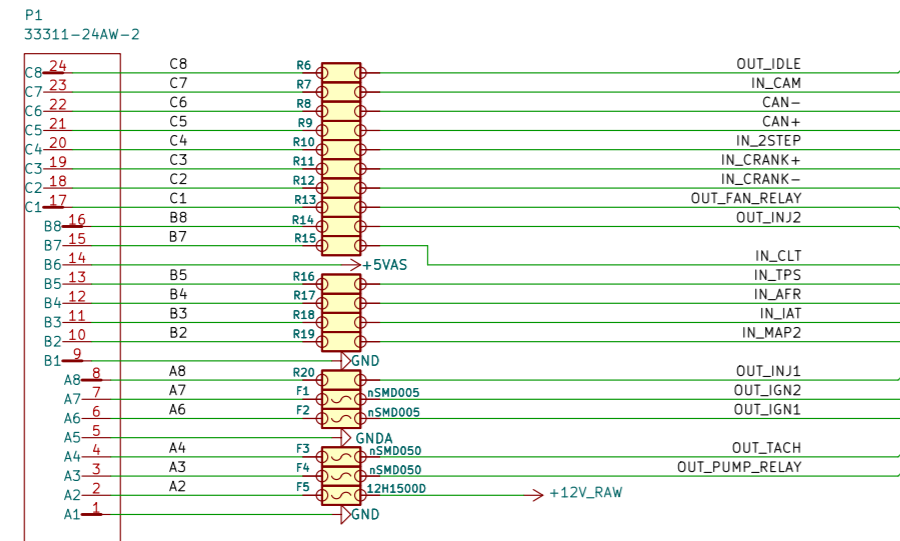 P1
33311-24AW-2
C8 24 C8 R6 OUT_IDLE
C7 23 C7 R7 IN_CAM
C6 22 C6 R8 CAN-
C5 21 C5 R9 CAN+
C4 20 C4 R10 IN_2STEP
C3 19 C3 R11 IN_CRANK+
C2 18 C2 R12 IN_CRANK-
C1 17 C1 R13 OUT_FAN_RELAY
B8 16 B8 R14 OUT_INJ2
B7 15 B7 R15
B6 14 +5VAS IN_CLT
B5 13 B5 R16 IN_TPS
B4 12 B4 R17 IN_AFR
B3 11 B3 R18 IN_IAT
B2 10 B2 R19 IN_MAP2
B1 9 GND
A8 8 A8 R20 OUT_INJ1
A7 7 A7 F1 nSMD005 OUT_IGN2
A6 6 A6 F2 nSMD005 OUT_IGN1
A5 5 GNDA
A4 4 A4 F3 nSMD050 OUT_TACH
A3 3 A3 F4 nSMD050 OUT_PUMP_RELAY
A2 2 A2 F5 12H1500D +12V_RAW
A1 1 GND